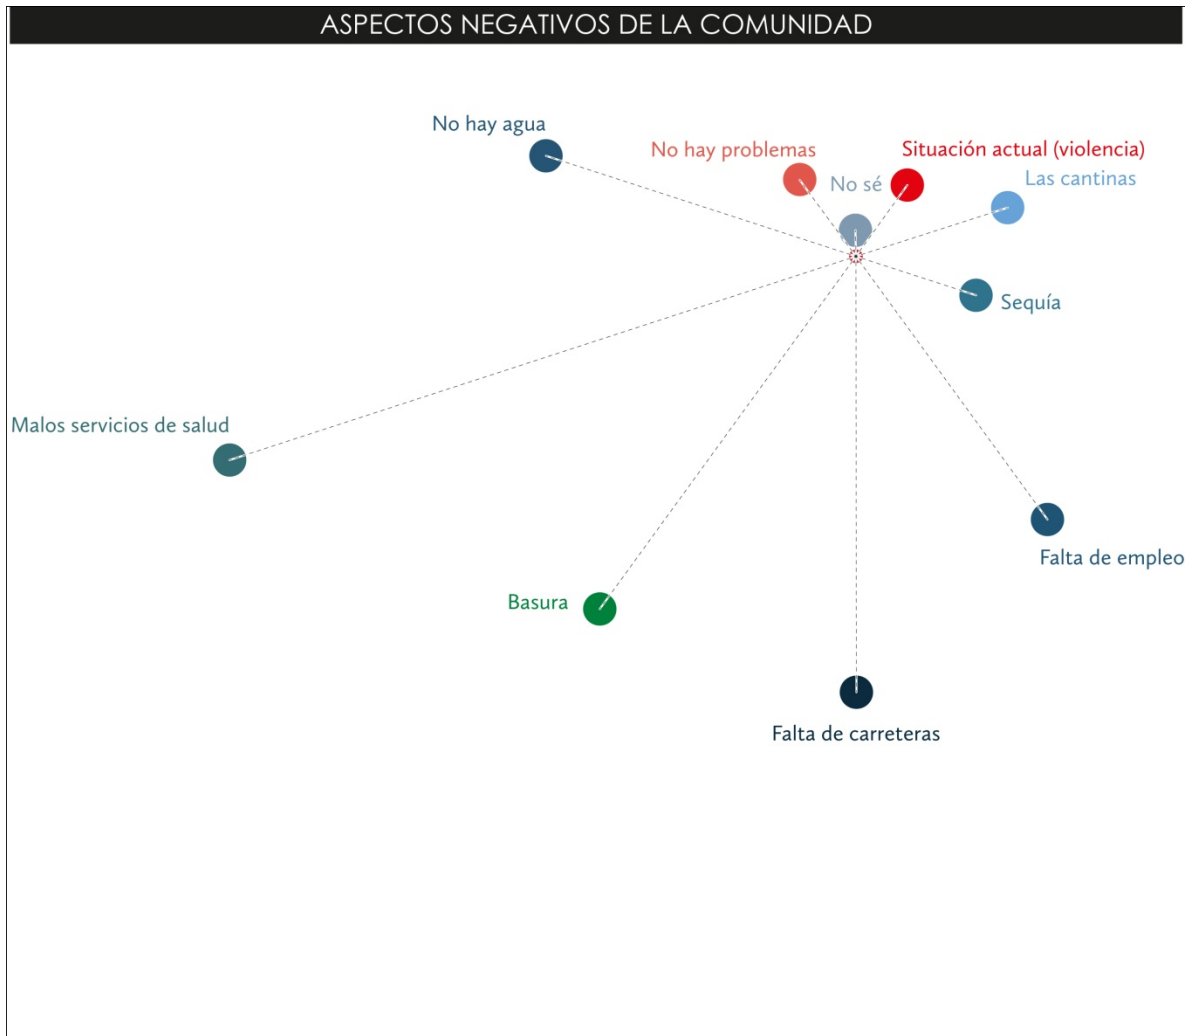 ASPECTOS NEGATIVOS DE LA COMUNIDAD
No hay agua
No hay problemas
Situación actual (violencia)
No sé
Las cantinas
Sequía
Malos servicios de salud
Falta de empleo
Basura
Falta de carreteras